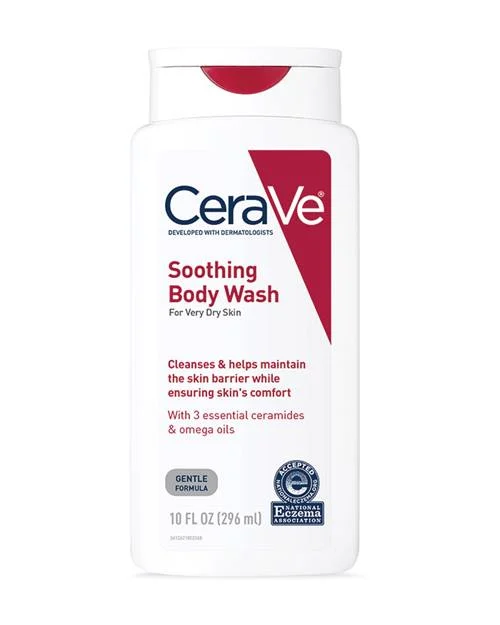 CeraVe®
DEVELOPED WITH DERMATOLOGISTS
Soothing
Body Wash
For Very Dry Skin
Cleanses & helps maintain
the skin barrier while
ensuring skin's comfort
With 3 essential ceramides
& omega oils
GENTLE
FORMULA
ACCEPTED
NATIONALECZEMA.ORG
e
NATIONAL
Eczema
ASSOCIATION
10 FL OZ (296 ml)